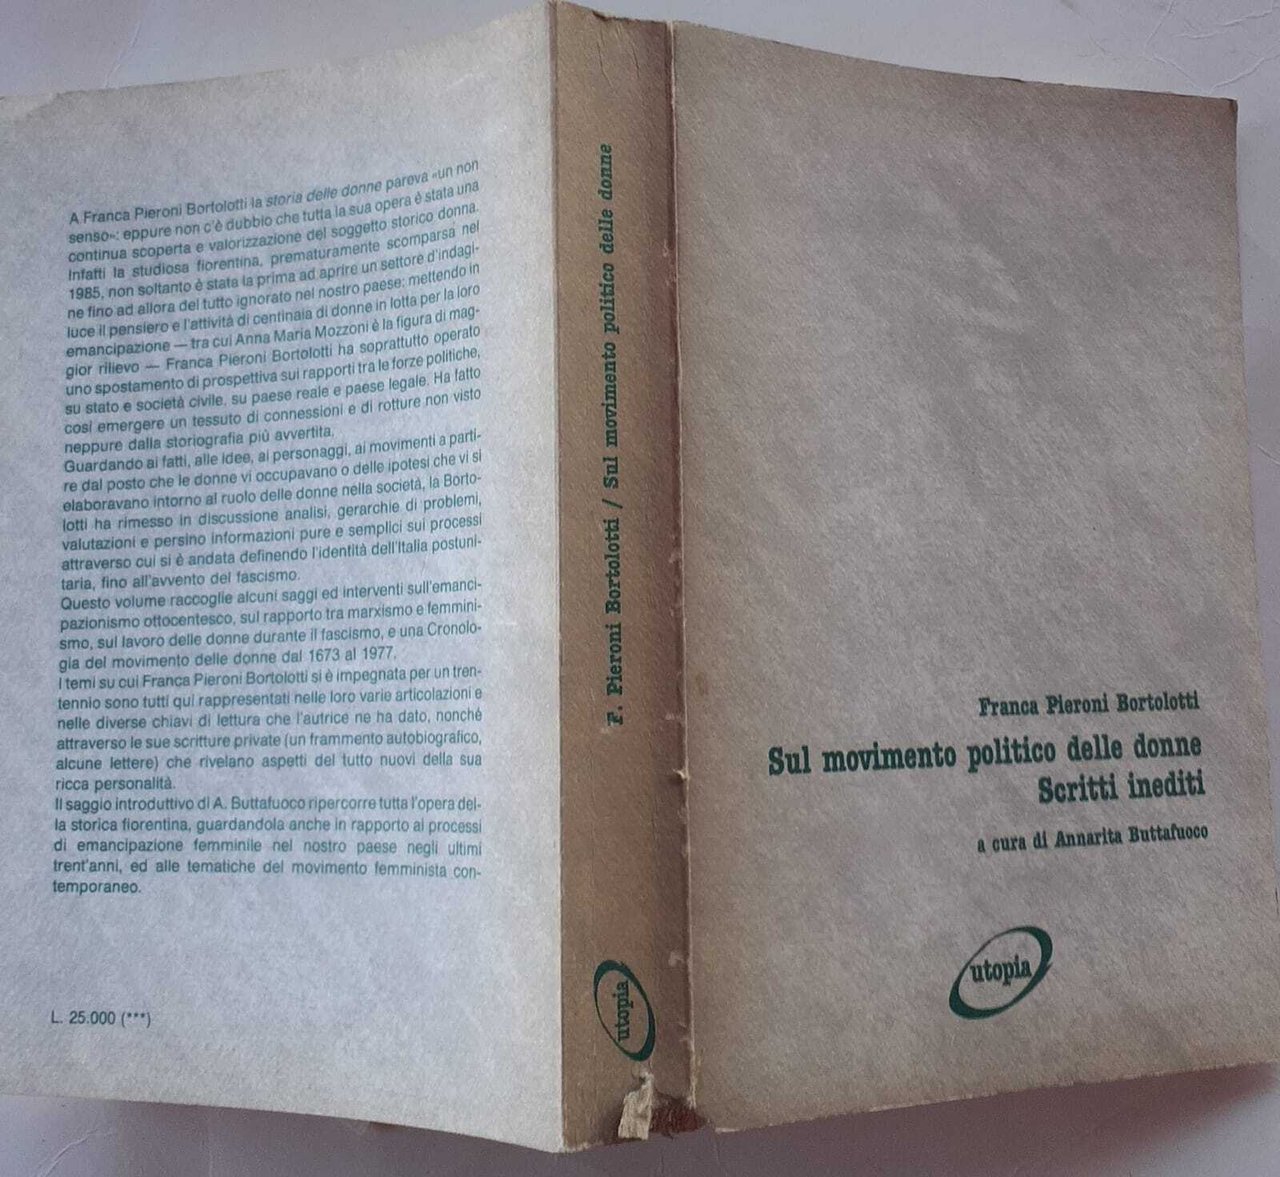 A Franca Pieroni Bortolotti la storia delle donne pareva «un non
senso»: eppure non c'è dubbio che tutta la sua opera è stata una
continua scoperta e valorizzazione del soggetto storico donna.
Infatti la studiosa fiorentina, prematuramente scomparsa nel
1985, non soltanto è stata la prima ad aprire un settore d'indagi-
ne fino ad allora del tutto ignorato nel nostro paese: mettendo in
luce il pensiero e l'attività di centinaia di donne in lotta per la loro
emancipazione — tra cui Anna Maria Mozzoni è la figura di mag-
gior rilievo — Franca Pieroni Bortolotti ha soprattutto operato
uno spostamento di prospettiva sui rapporti tra le forze politiche,
su stato e società civile, su paese reale e paese legale. Ha fatto
così emergere un tessuto di connessioni e di rotture non visto
neppure dalla storiografia più avvertita.
Guardando ai fatti, alle idee, ai personaggi, ai movimenti a parti-
re dal posto che le donne vi occupavano o delle ipotesi che vi si
elaboravano intorno al ruolo delle donne nella società, la Borto-
lotti ha rimesso in discussione analisi, gerarchie di problemi,
valutazioni e persino informazioni pure e semplici sui processi
attraverso cui si è andata definendo l'identità dell'Italia postuni-
taria, fino all'avvento del fascismo.
Questo volume raccoglie alcuni saggi ed interventi sull'emanci-
pazionismo ottocentesco, sul rapporto tra marxismo e femmini-
smo, sul lavoro delle donne durante il fascismo, e una Cronolo-
gia del movimento delle donne dal 1673 al 1977.
I temi su cui Franca Pieroni Bortolotti si è impegnata per un tren-
tennio sono tutti qui rappresentati nelle loro varie articolazioni e
nelle diverse chiavi di lettura che l'autrice ne ha dato, nonché
attraverso le sue scritture private (un frammento autobiografico,
alcune lettere) che rivelano aspetti del tutto nuovi della sua
ricca personalità.
Il saggio introduttivo di A. Buttafuoco ripercorre tutta l'opera del-
la storica fiorentina, guardandola anche in rapporto ai processi
di emancipazione femminile nel nostro paese negli ultimi
trent'anni, ed alle tematiche del movimento femminista con-
temporaneo.
L. 25.000 (***)
F. Pieroni Bortolotti / Sul movimento politico delle donne
utopia
Franca Pieroni Bortolotti
Sul movimento politico delle donne
Scritti inediti
a cura di Annarita Buttafuoco
utopia